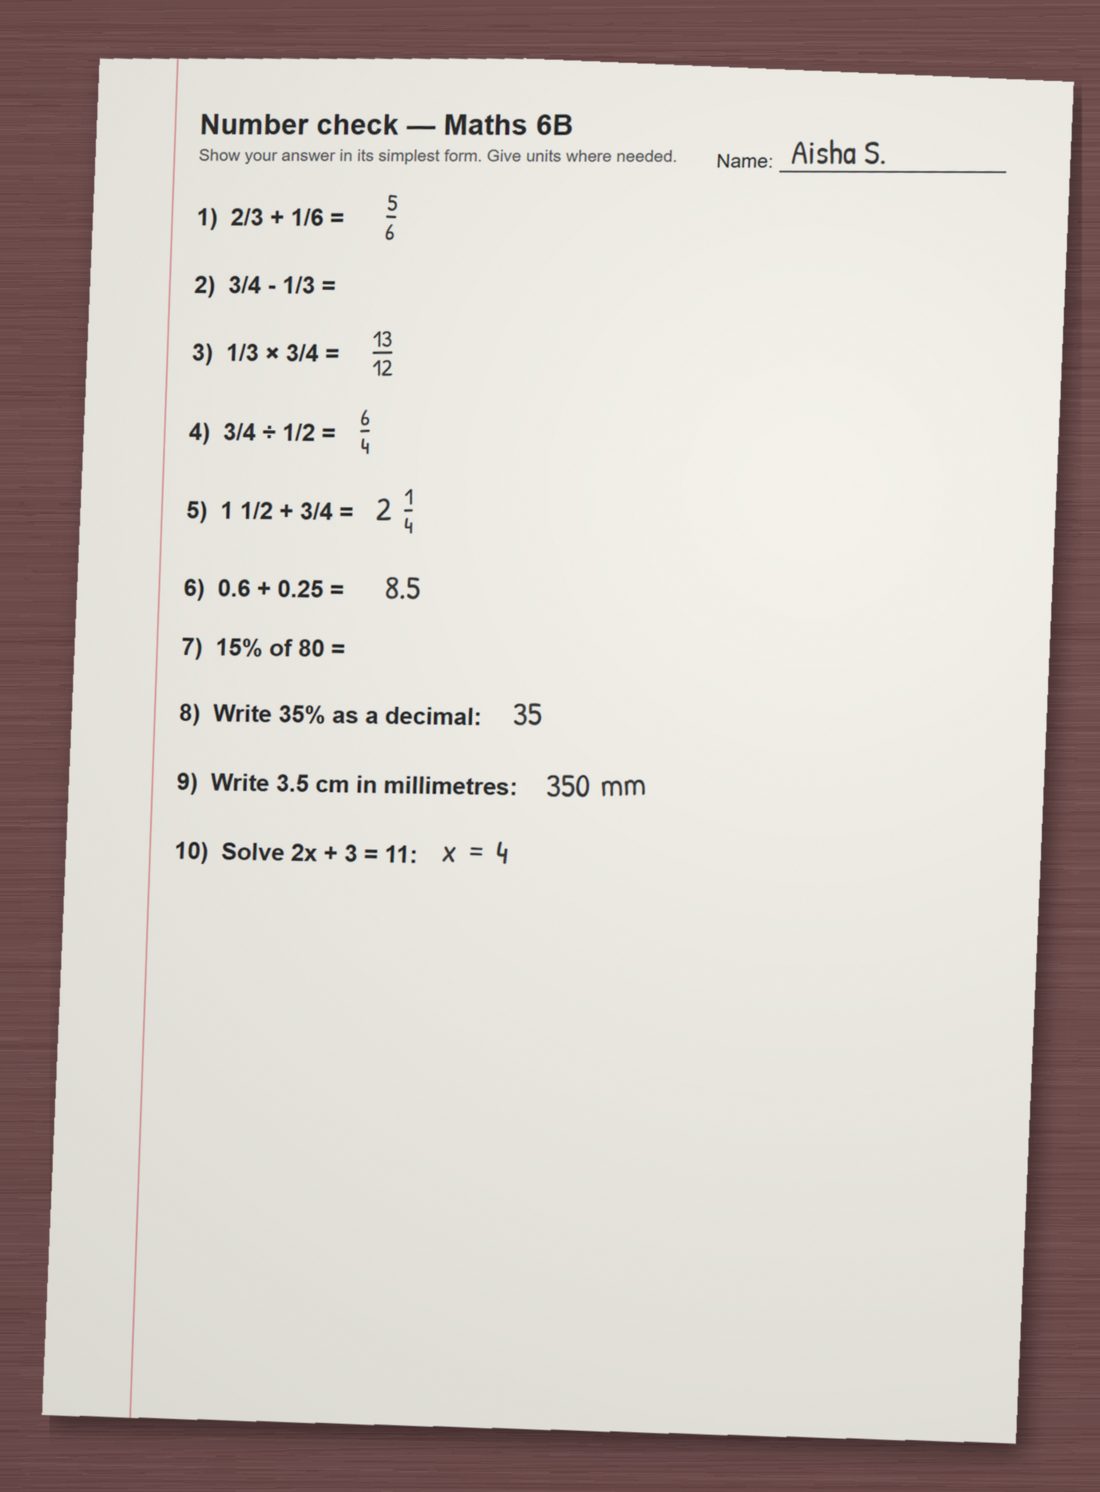 Number check — Maths 6B
Show your answer in its simplest form. Give units where needed.
Name: Aisha S.
1) 2/3 + 1/6 = 5/6
2) 3/4 - 1/3 =
3) 1/3 × 3/4 = 13/12
4) 3/4 ÷ 1/2 = 6/4
5) 1 1/2 + 3/4 = 2 1/4
6) 0.6 + 0.25 = 8.5
7) 15% of 80 =
8) Write 35% as a decimal: 35
9) Write 3.5 cm in millimetres: 350 mm
10) Solve 2x + 3 = 11: x = 4